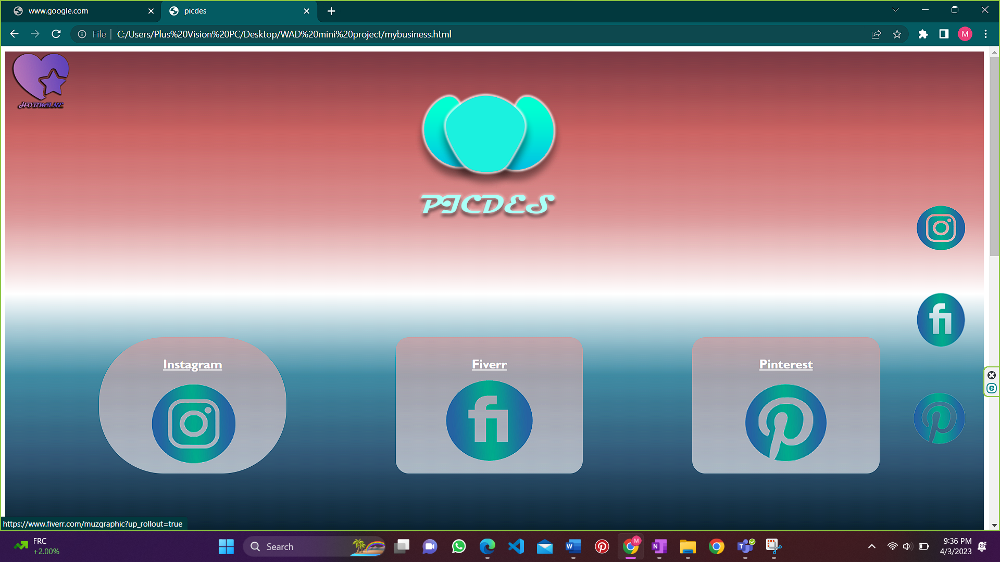 www.google.com
picdes
File
C:/Users/Plus%20Vision%20PC/Desktop/WAD%20mini%20project/mybusiness.html
M
HOBMINE
PICDES
Instagram
Fiverr
Pinterest
https://www.fiverr.com/muzgraphic?up_rollout=true
FRC
+2.00%
Search
9:36 PM
4/3/2023